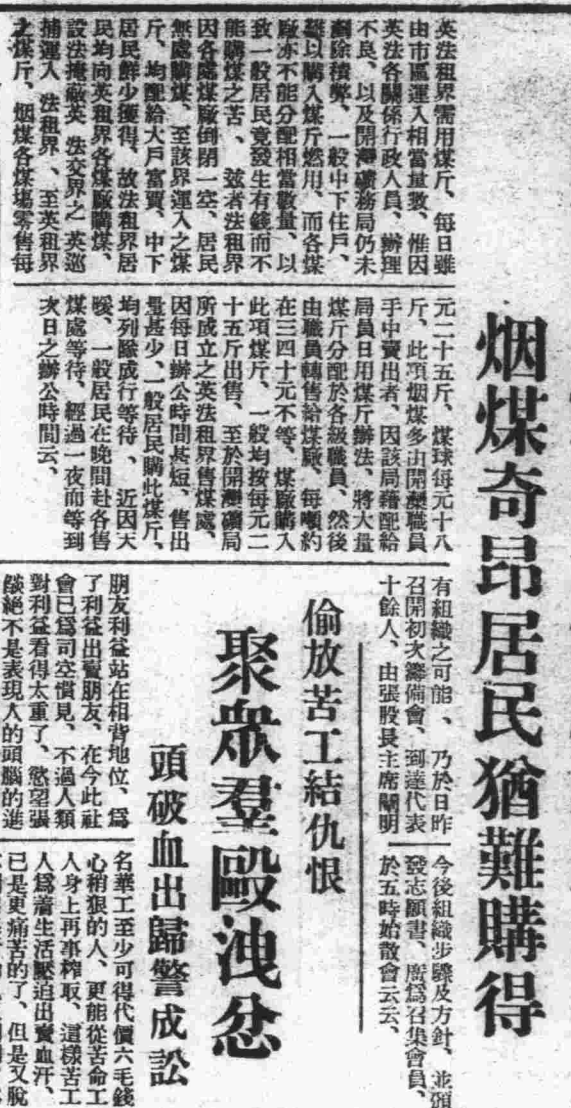 烟煤奇昂居民猶難購得
英法租界需用煤斤、每日雖
由市區運入相當量數、惟因
英法各關係行政人員、辦理
不良、以及開灤礦務局仍未
剷除積弊、一般中下住戶、
難以購入煤斤燃用、而各煤
廠亦不能分配相當數量、以
致一般居民竟發生有錢而不
能購煤之苦、茲者法租界
因各處煤廠倒閉一空、居民
無處購煤、至該界運入之煤
斤、均配給大戶富賈、中下
居民鮮少獲得、故法租界居
民均向英租界各煤廠購煤、
設法掩蔽英法交界之英巡
捕運入法租界、至英租界
之煤斤、烟煤各煤場零售每
元二十五斤、煤球每元十八
斤、此項烟煤多由開灤職員
手中賣出者、因該局藉配給
局員日用煤斤辦法、將大量
煤斤分配於各級職員、然後
由職員轉售給煤廠、每噸約
在三四十元不等、煤廠購入
此項煤斤、一般均按每元二
十五斤出售、至於開灤礦局
所成立之英法租界售煤處、
因每日辦公時間甚短、售出
量甚少、一般居民購此煤斤、
均列隊成行等待、近因天
暖、一般居民在晚間赴各售
煤處等待、經過一夜而等到
次日之辦公時間云、
有組織之可能、乃於日昨
召開初次籌備會、到達代表
十餘人、由張股長主席闡明
今後組織步驟及方針、並頒
發志願書、廣為召集會員、
於五時始散會云云、
偷放苦工結仇恨
聚眾羣毆洩忿
頭破血出歸警成訟
朋友利益站在相背地位、為
了利益出賣朋友、在今此社
會已為司空慣見、不過人類
對利益看得太重了、慾望張
燄絕不是表現人的頭腦的進
名華工至少可得代價六毛錢
心稍狠的人、更能從苦命工
人身上再事榨取、這樣苦工
人為着生活壓迫出賣血汗、
已是更痛苦的了、但是又脫